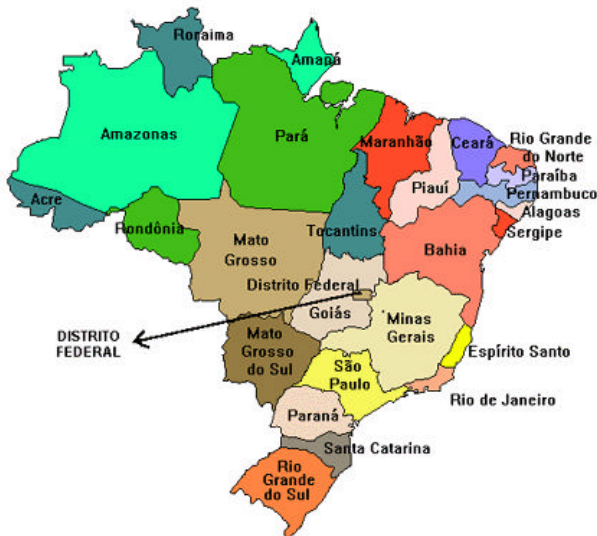 Roraima
Amapá
Amazonas
Pará
Maranhão
Ceará
Rio Grande
do Norte
Paraíba
Piauí
Pernambuco
Acre
Alagoas
Rondônia
Tocantins
Sergipe
Mato
Grosso
Bahia
Distrito Federal
Goiás
Minas
Gerais
DISTRITO
FEDERAL
Mato
Grosso
do Sul
Espírito Santo
São
Paulo
Rio de Janeiro
Paraná
Santa Catarina
Rio
Grande
do Sul